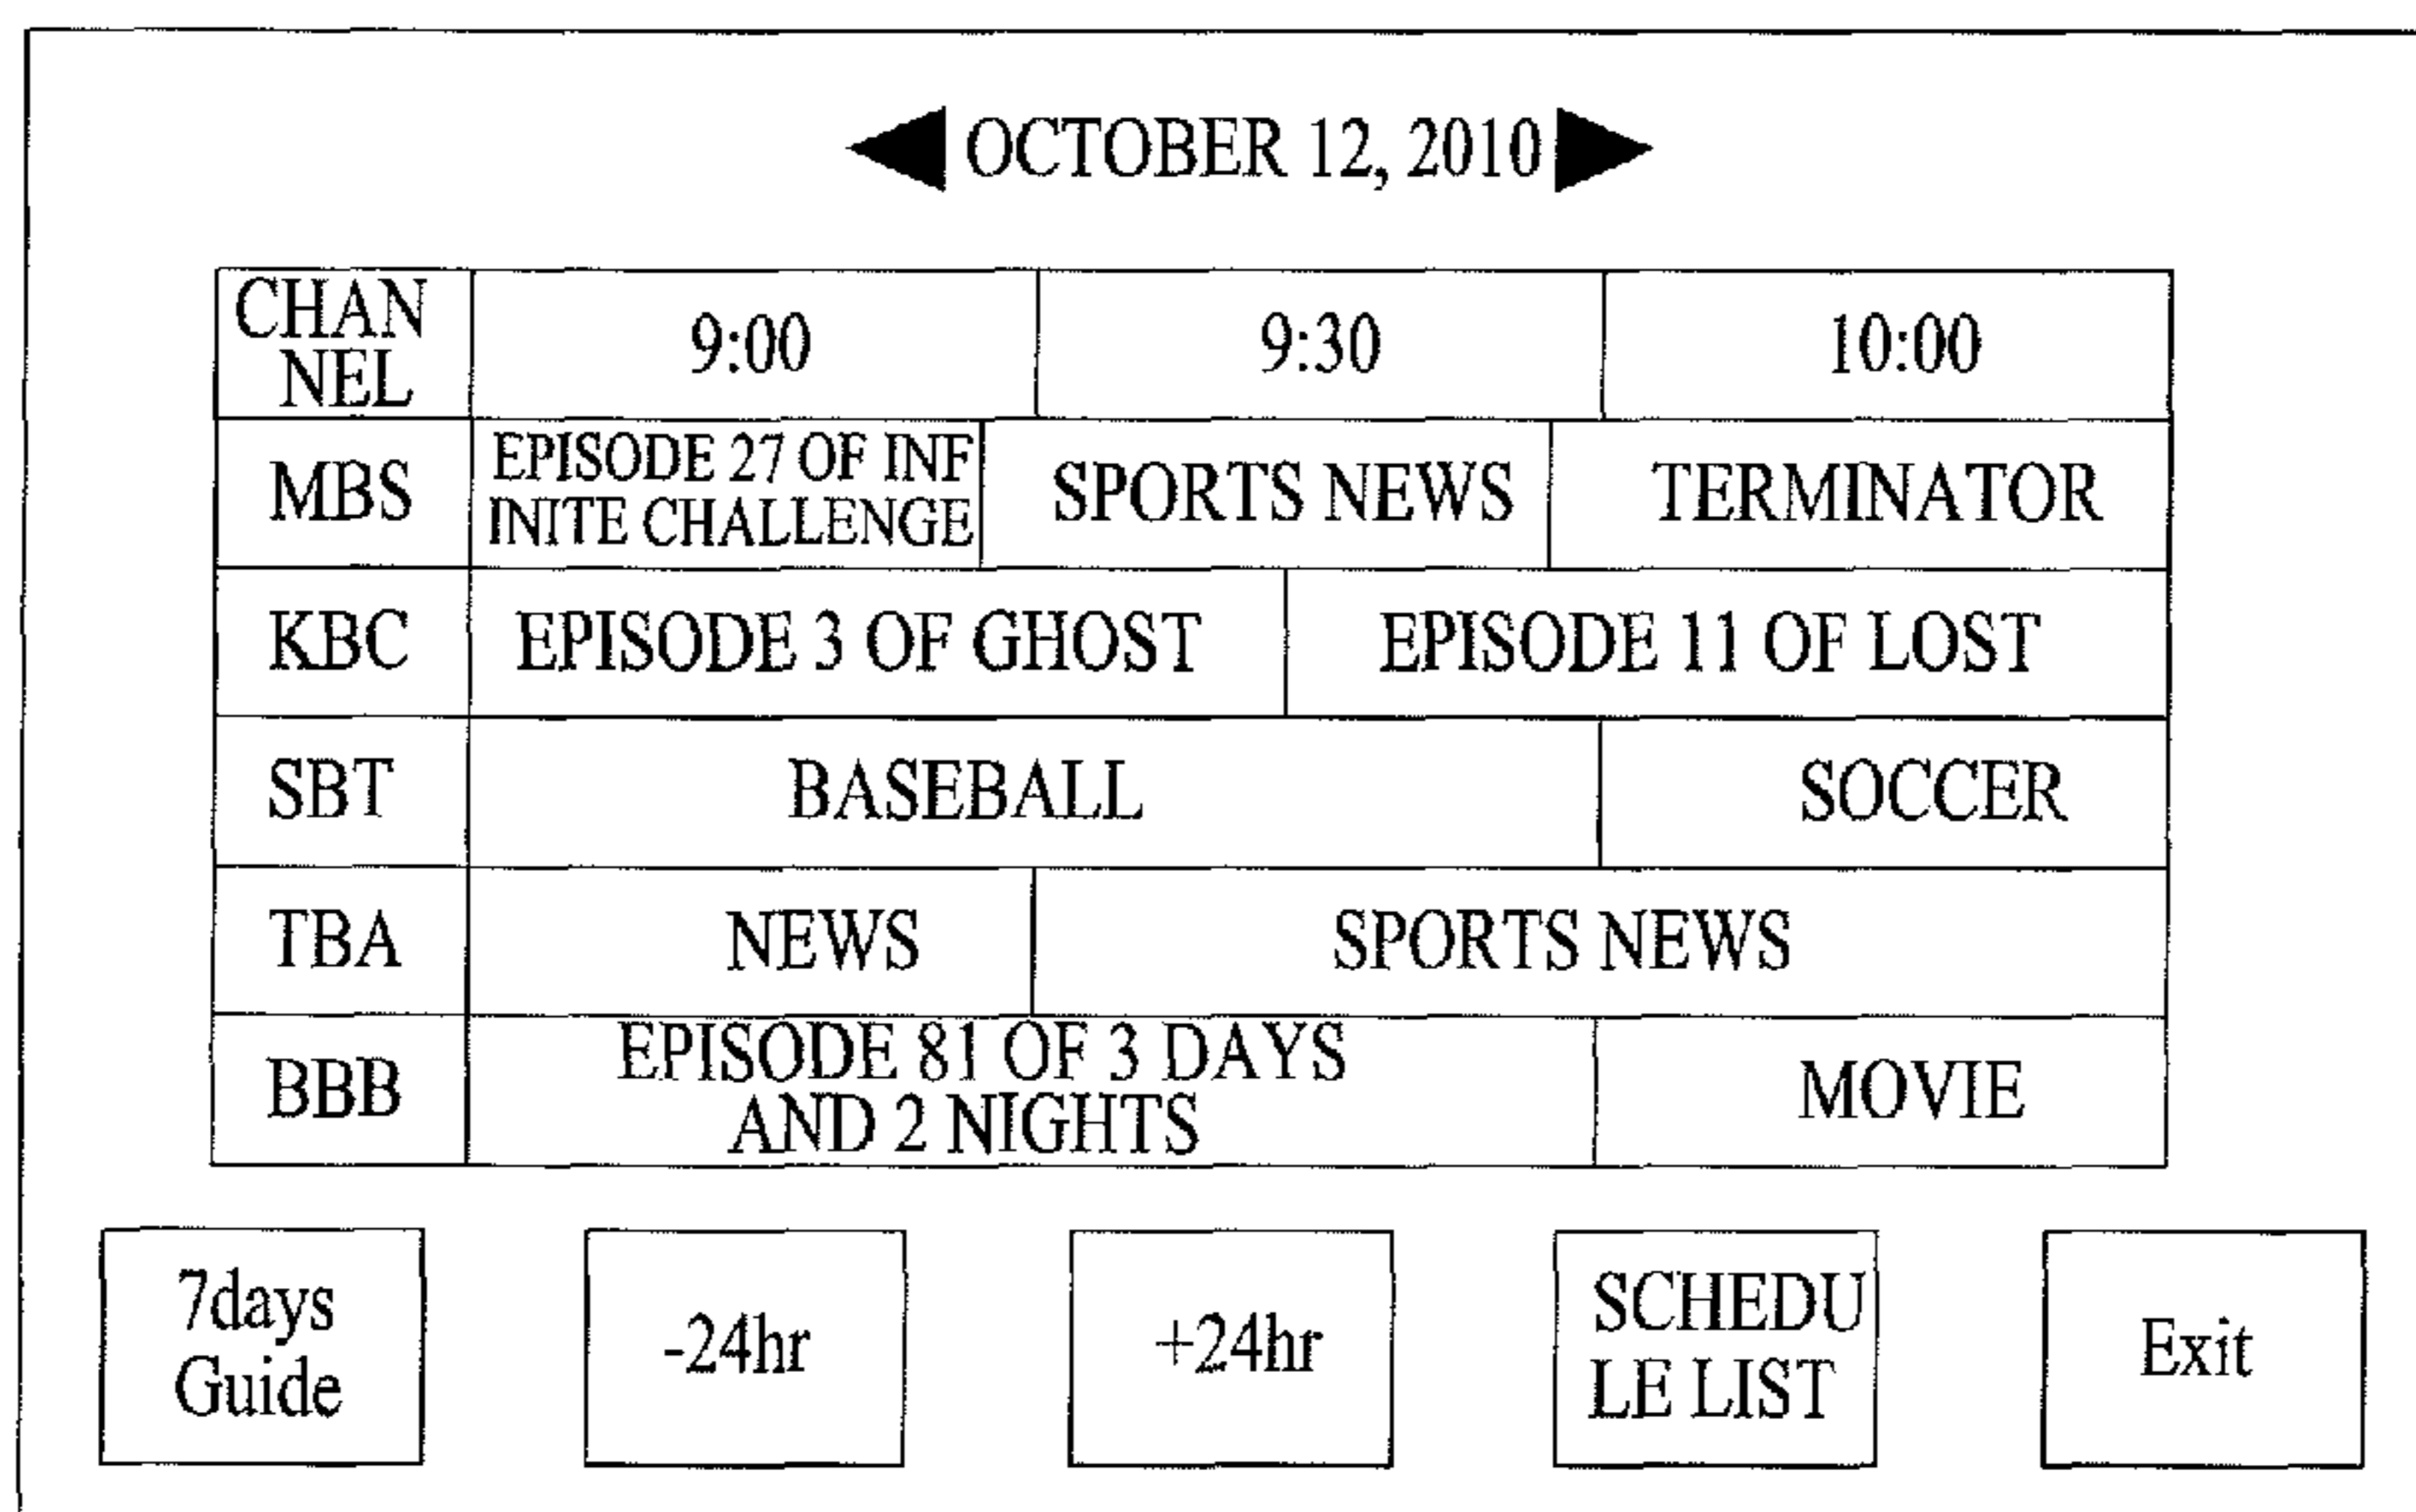 OCTOBER 12, 2010
CHAN
NEL
9:00
9:30
10:00
MBS
EPISODE 27 OF INF
INITE CHALLENGE
SPORTS NEWS
TERMINATOR
KBC
EPISODE 3 OF GHOST
EPISODE 11 OF LOST
SBT
BASEBALL
SOCCER
TBA
NEWS
SPORTS NEWS
BBB
EPISODE 81 OF 3 DAYS
AND 2 NIGHTS
MOVIE
7days
Guide
-24hr
+24hr
SCHEDU
LE LIST
Exit